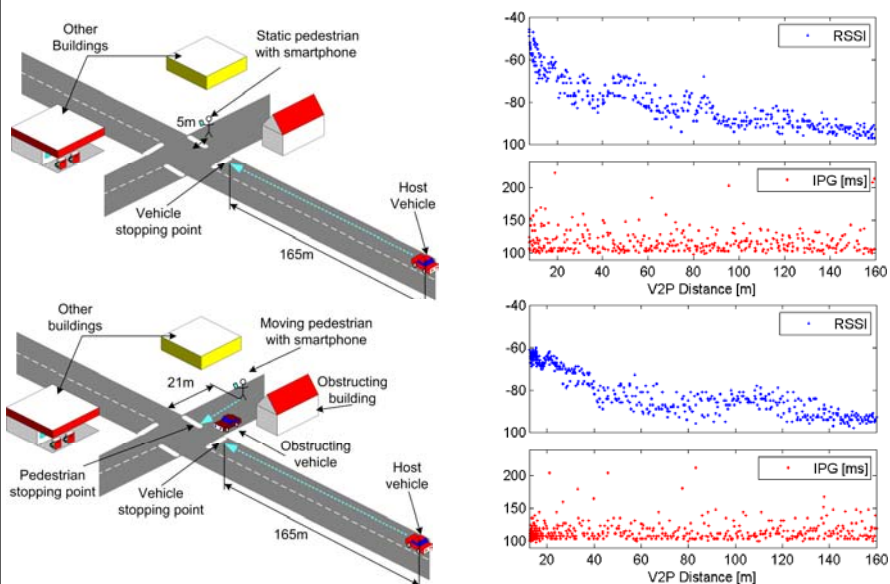 Other
Buildings
Static pedestrian
with smartphone
5m
Vehicle
stopping point
Host
Vehicle
165m
-40
-60
-80
100
RSSI
200
150
100
IPG [ms]
20 40 60 80 100 120 140 160
V2P Distance [m]
Other
buildings
Moving pedestrian
with smartphone
21m
Obstructing
building
Obstructing
vehicle
Pedestrian
stopping point
Vehicle
stopping point
Host
vehicle
165m
-40
-60
-80
100
RSSI
200
150
100
IPG [ms]
20 40 60 80 100 120 140 160
V2P Distance [m]